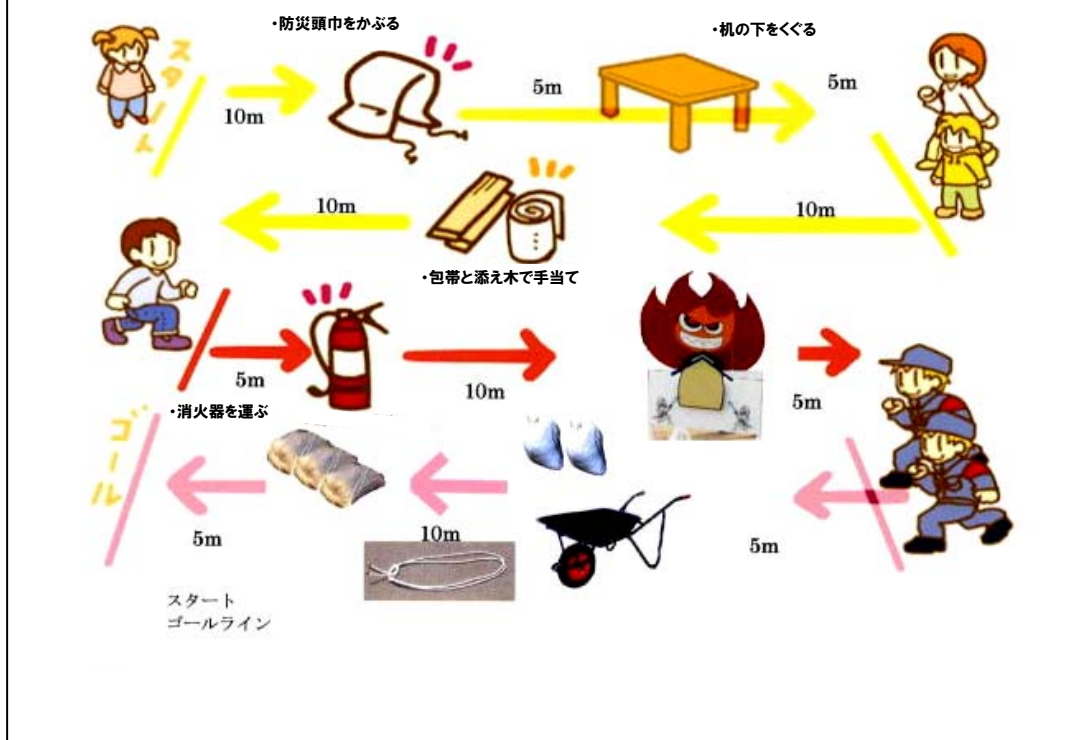 ・防災頭巾をかぶる
・机の下をくぐる
スタート
10m
5m
5m
10m
10m
・包帯と添え木で手当て
5m
10m
5m
・消火器を運ぶ
ゴール
5m
10m
5m
スタート
ゴールライン